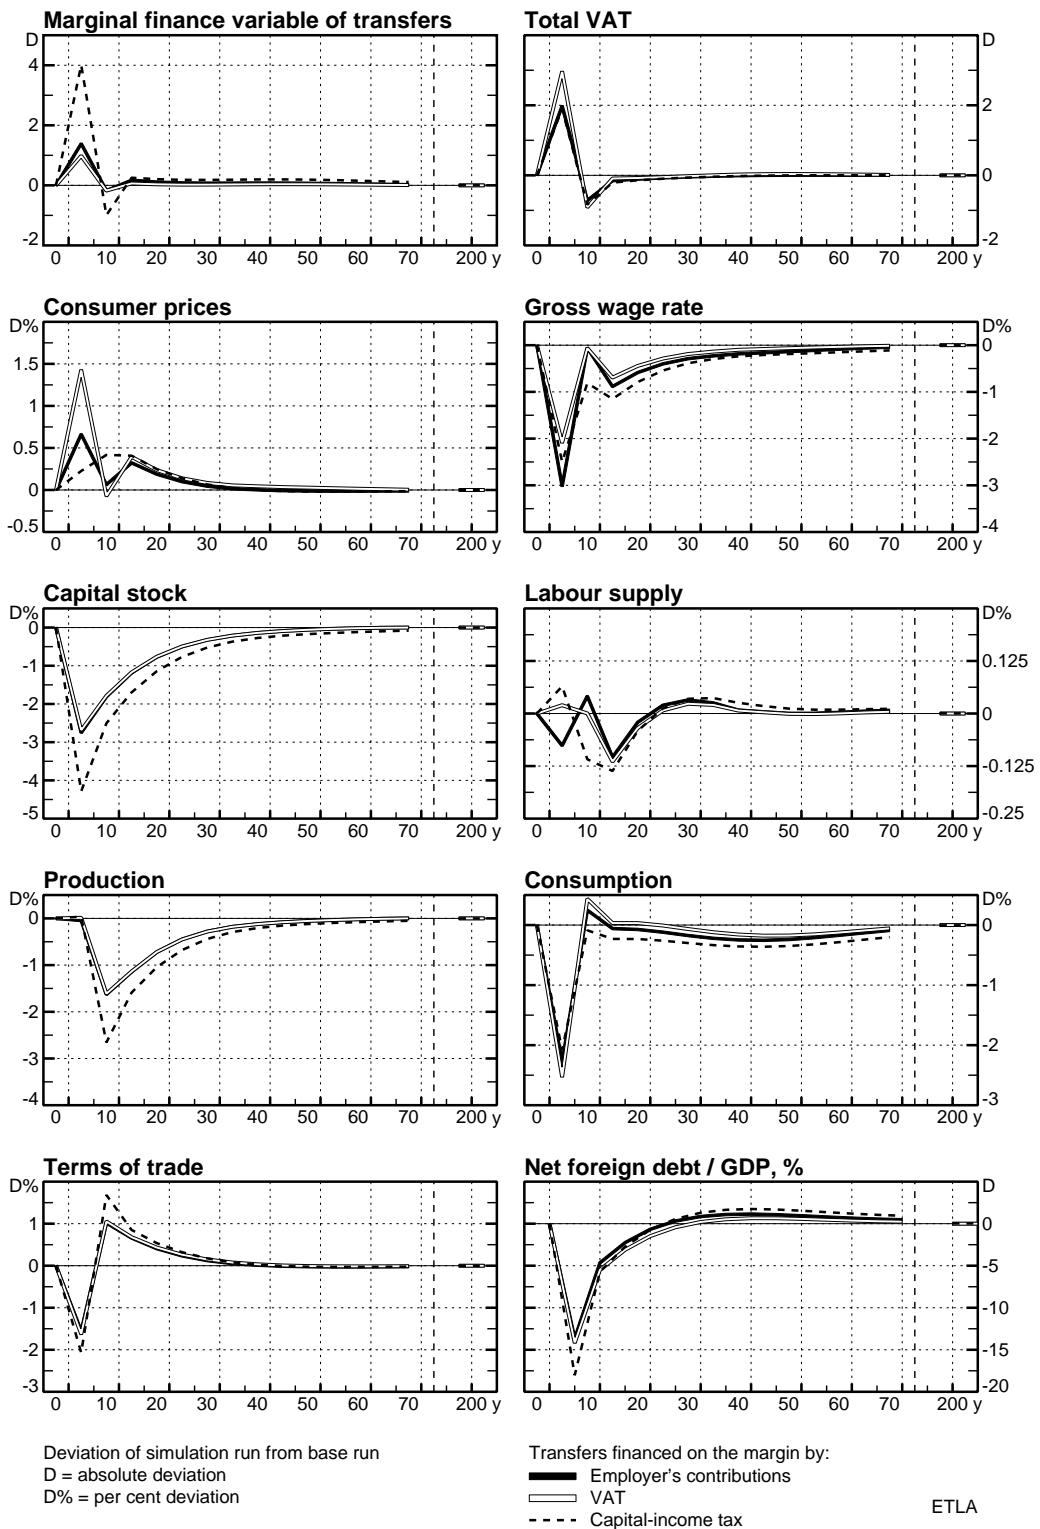 Marginal finance variable of transfers
D
4
2
0
-2
0 10 20 30 40 50 60 70 200 y
Total VAT
D
2
0
-2
0 10 20 30 40 50 60 70 200 y
Consumer prices
D%
1.5
1
0.5
0
-0.5
0 10 20 30 40 50 60 70 200 y
Gross wage rate
D%
0
-1
-2
-3
-4
0 10 20 30 40 50 60 70 200 y
Capital stock
D%
0
-1
-2
-3
-4
-5
0 10 20 30 40 50 60 70 200 y
Labour supply
D%
0.125
0
-0.125
-0.25
0 10 20 30 40 50 60 70 200 y
Production
D%
0
-1
-2
-3
-4
0 10 20 30 40 50 60 70 200 y
Consumption
D%
0
-1
-2
-3
0 10 20 30 40 50 60 70 200 y
Terms of trade
D%
1
0
-1
-2
-3
0 10 20 30 40 50 60 70 200 y
Net foreign debt / GDP, %
D
0
-5
-10
-15
-20
0 10 20 30 40 50 60 70 200 y
Deviation of simulation run from base run
D = absolute deviation
D% = per cent deviation
Transfers financed on the margin by:
Employer's contributions
VAT
Capital-income tax
ETLA